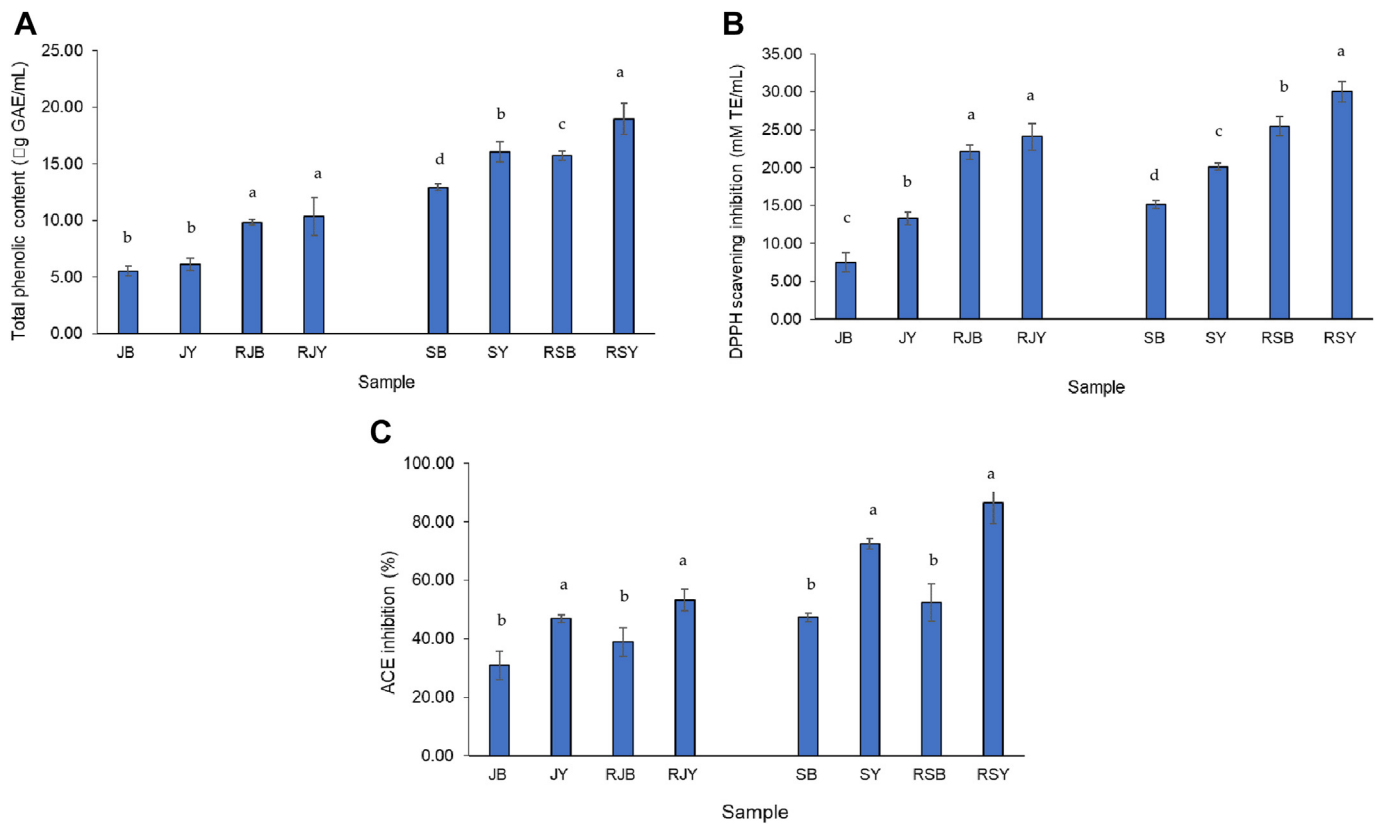 A
Total phenolic content (□g GAE/mL)
25.00
20.00
15.00
10.00
5.00
0.00
b
b
a
a
d
b
c
a
JB JY RJB RJY SB SY RSB RSY
Sample
B
DPPH scavening inhibition (mM TE/mL)
35.00
30.00
25.00
20.00
15.00
10.00
5.00
0.00
c
b
a
a
d
c
b
a
JB JY RJB RJY SB SY RSB RSY
Sample
C
ACE inhibition (%)
100.00
80.00
60.00
40.00
20.00
0.00
b
a
b
a
b
a
b
a
JB JY RJB RJY SB SY RSB RSY
Sample